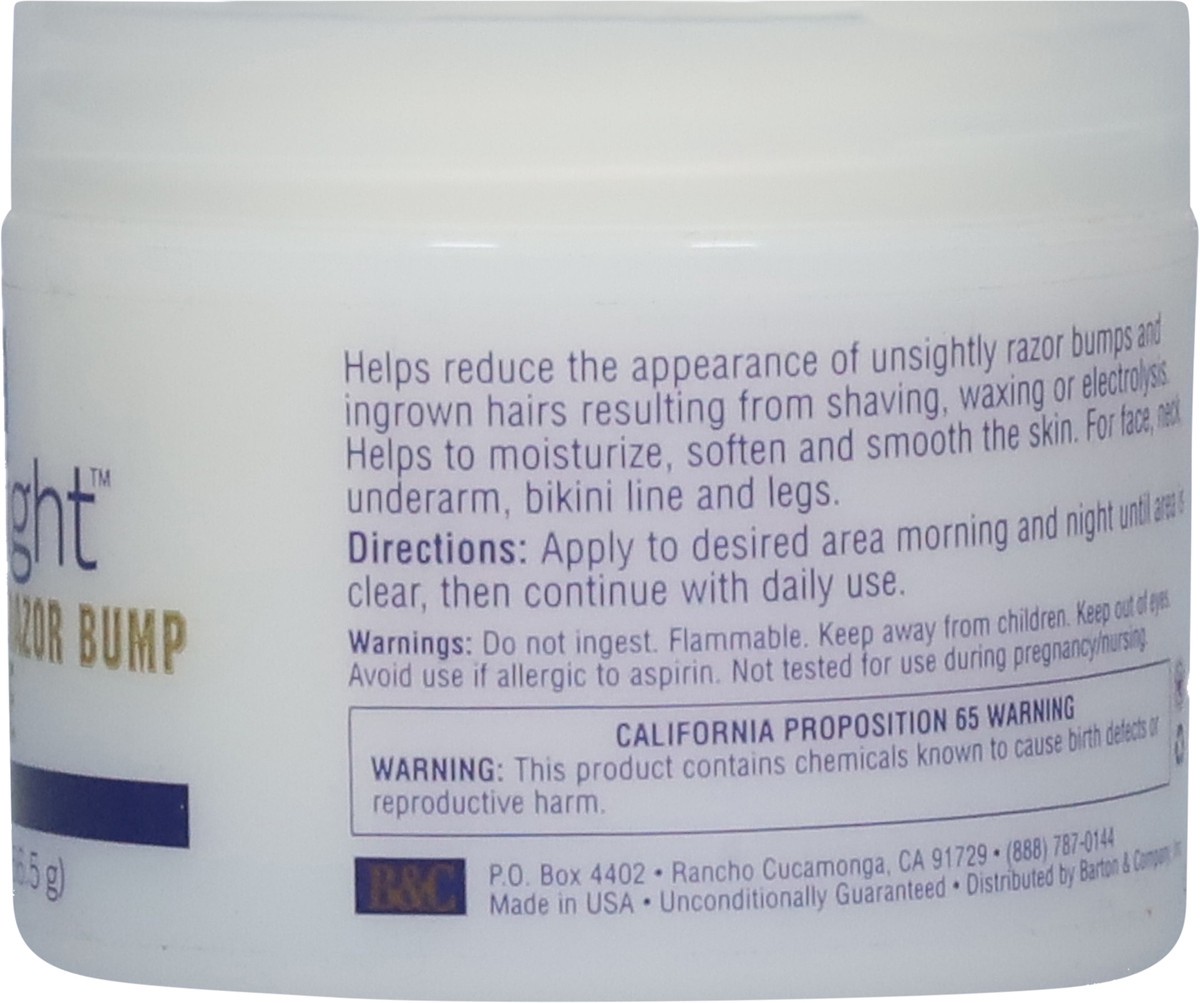 ght™
AZOR BUMP
6.5 g)
Helps reduce the appearance of unsightly razor bumps and
ingrown hairs resulting from shaving, waxing or electrolysis.
Helps to moisturize, soften and smooth the skin. For face, neck,
underarm, bikini line and legs.
Directions: Apply to desired area morning and night until area is
clear, then continue with daily use.
Warnings: Do not ingest. Flammable. Keep away from children. Keep out of eyes.
Avoid use if allergic to aspirin. Not tested for use during pregnancy/nursing.
CALIFORNIA PROPOSITION 65 WARNING
WARNING: This product contains chemicals known to cause birth defects or
reproductive harm.
B&C
P.O. Box 4402 • Rancho Cucamonga, CA 91729 • (888) 787-0144
Made in USA • Unconditionally Guaranteed • Distributed by Barton & Company, Inc